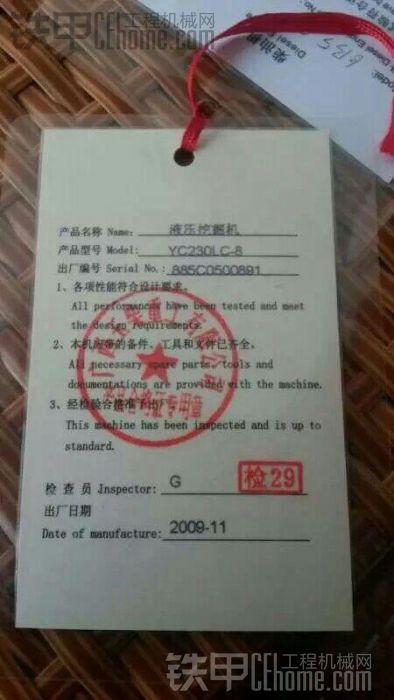 铁甲 工程机械网
CEhome.com
产品名称 Name: 液压挖掘机
产品型号 Model: YC230LC-8
出厂编号 Serial No.: 885C0500891
1、各项性能符合设计要求。
All performances have been tested and meet
the design requirements.
2、本机应带的备件、工具和文件已齐全。
All necessary spare parts, tools and
documentations are provided with the machine.
3、经检验合格准予出厂
This machine has been inspected and is up to
standard.
检查员 Jnspector: G 检29
出厂日期
Date of manufacture: 2009-11
铁甲 工程机械网
CEhome.com